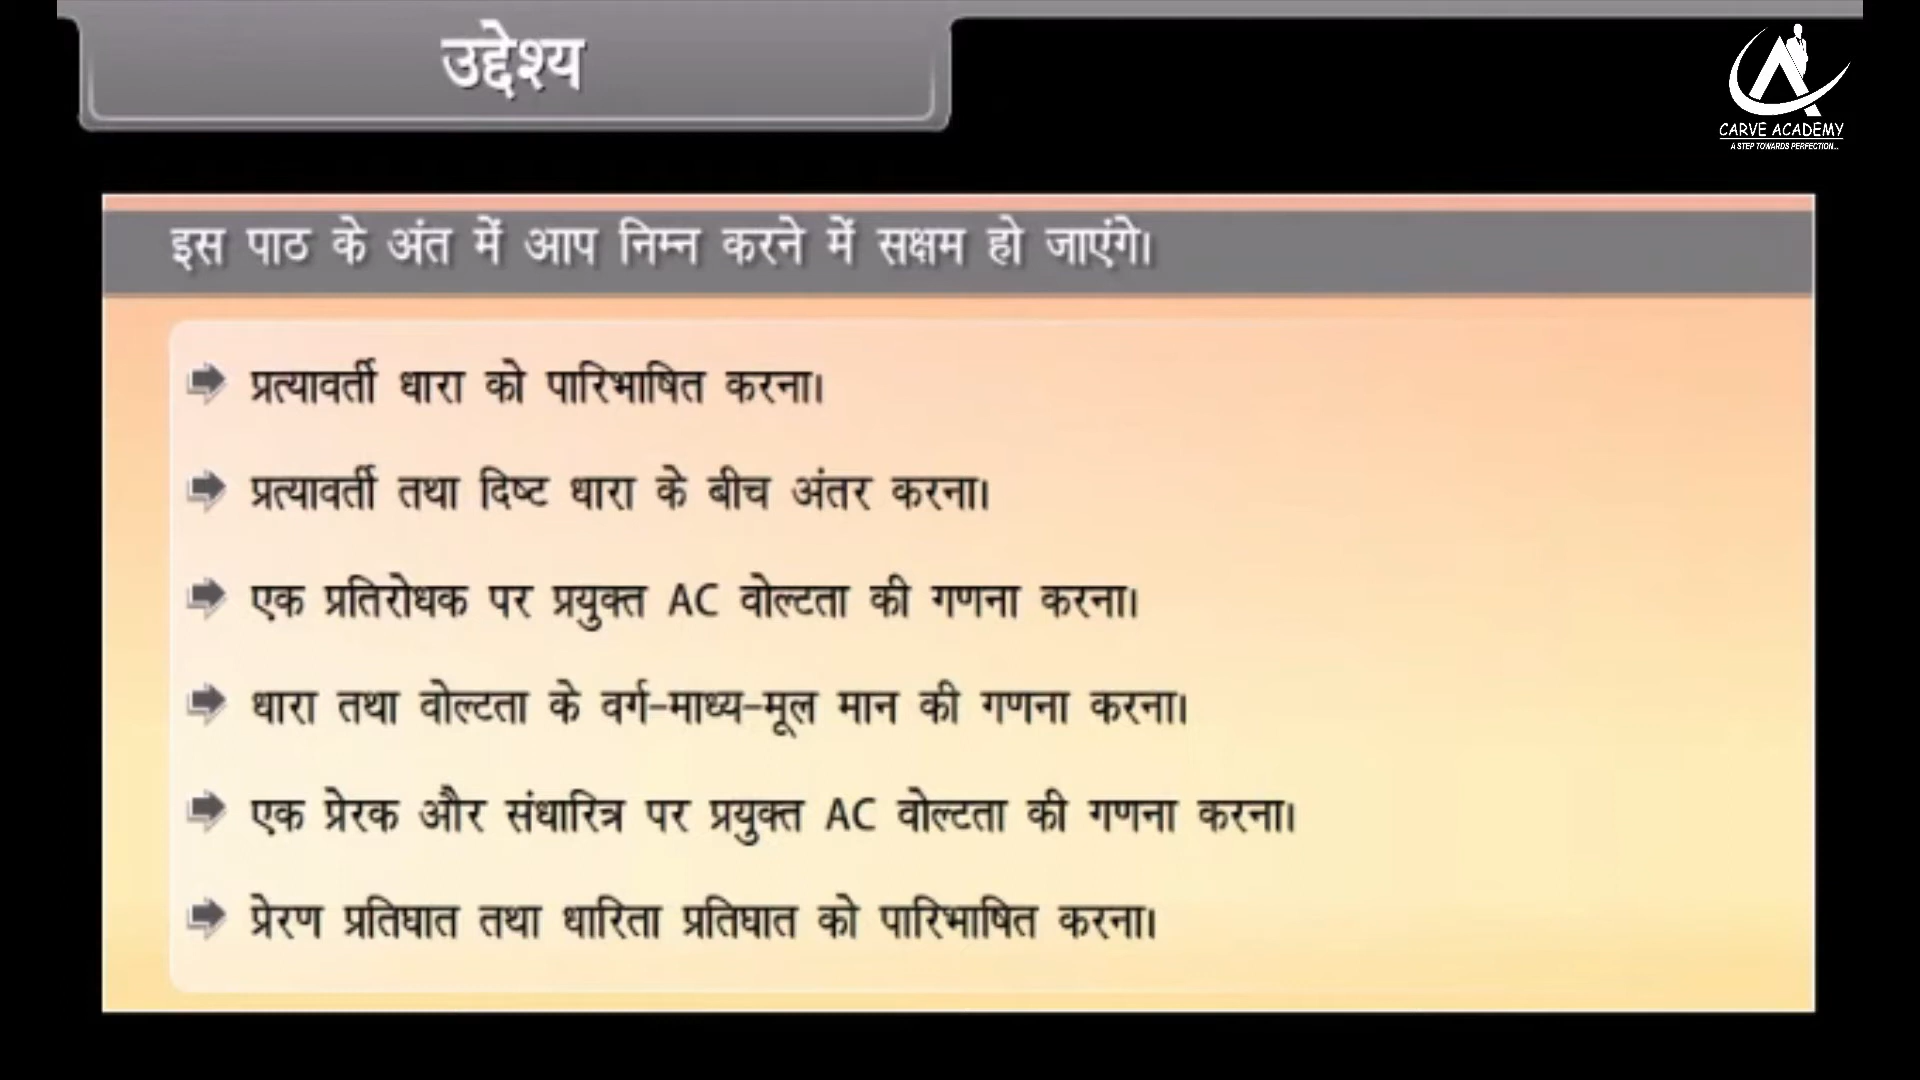 उद्देश्य
CARVE ACADEMY
A STEP TOWARDS PERFECTION...
इस पाठ के अंत में आप निम्न करने में सक्षम हो जाएंगे।
प्रत्यावर्ती धारा को पारिभाषित करना।
प्रत्यावर्ती तथा दिष्ट धारा के बीच अंतर करना।
एक प्रतिरोधक पर प्रयुक्त AC वोल्टता की गणना करना।
धारा तथा वोल्टता के वर्ग-माध्य-मूल मान की गणना करना।
एक प्रेरक और संधारित्र पर प्रयुक्त AC वोल्टता की गणना करना।
प्रेरण प्रतिघात तथा धारिता प्रतिघात को पारिभाषित करना।